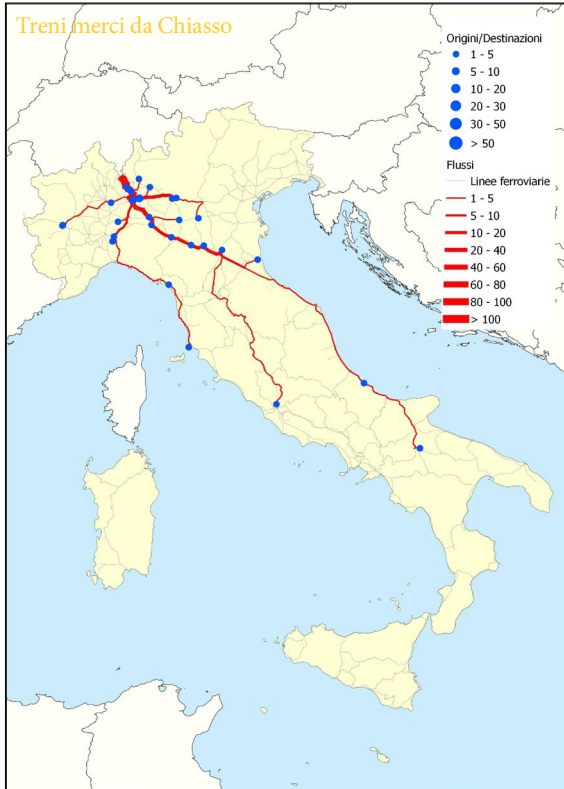 Treni merci da Chiasso
Origini/Destinazioni
1 - 5
5 - 10
10 - 20
20 - 30
30 - 50
> 50
Flussi
Linee ferroviarie
1 - 5
5 - 10
10 - 20
20 - 40
40 - 60
60 - 80
80 - 100
> 100